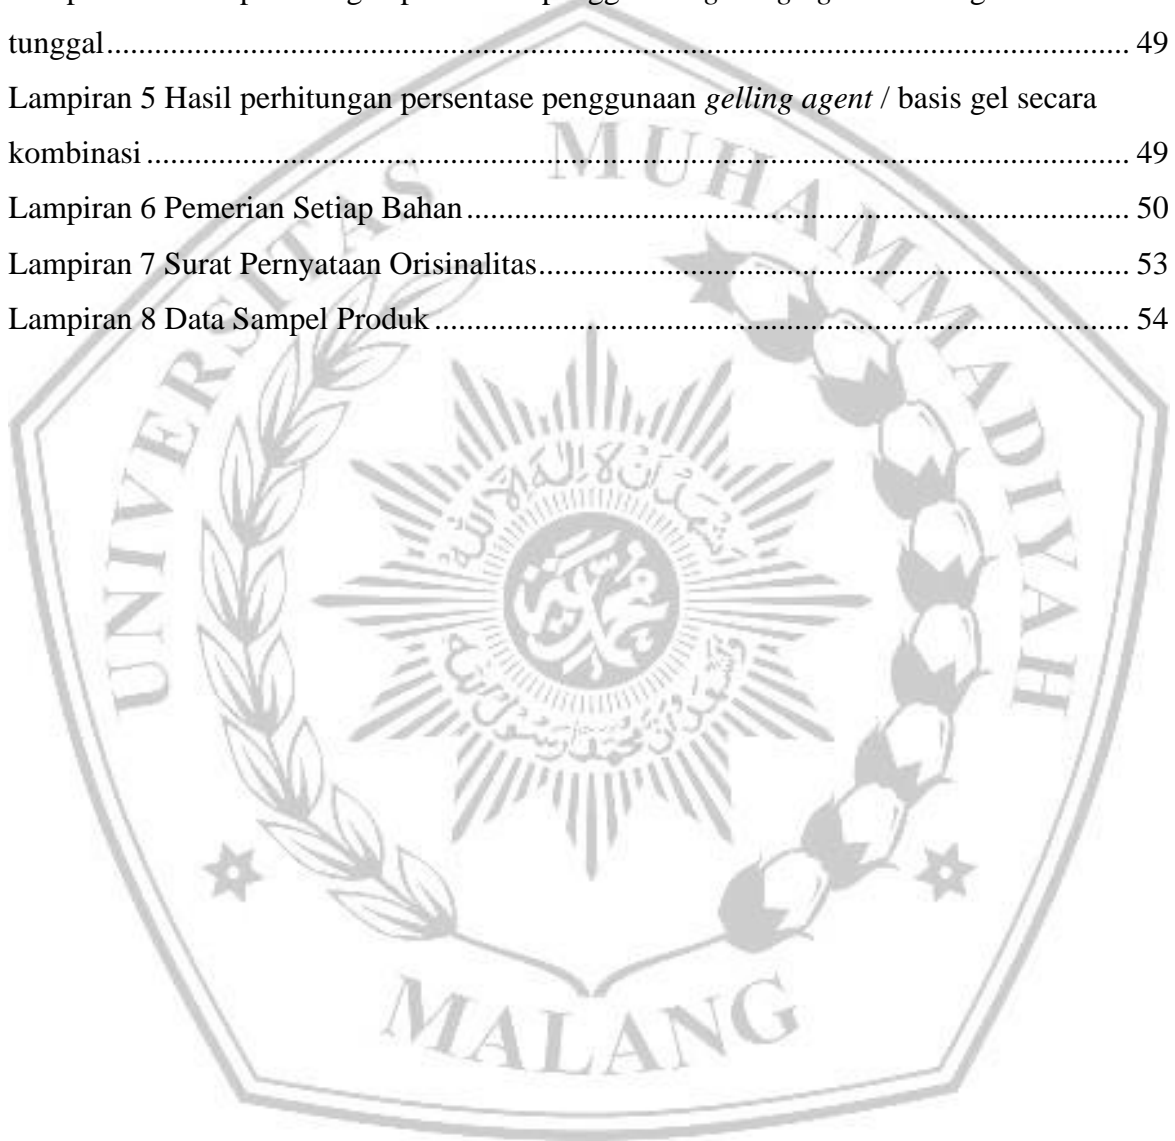 tunggal................................................................................................................................ 49
Lampiran 5 Hasil perhitungan persentase penggunaan gelling agent / basis gel secara
kombinasi........................................................................................................................... 49
Lampiran 6 Pemerian Setiap Bahan................................................................................... 50
Lampiran 7 Surat Pernyataan Orisinalitas.......................................................................... 53
Lampiran 8 Data Sampel Produk....................................................................................... 54
UNIVERSITAS MUHAMMADIYAH
MALANG